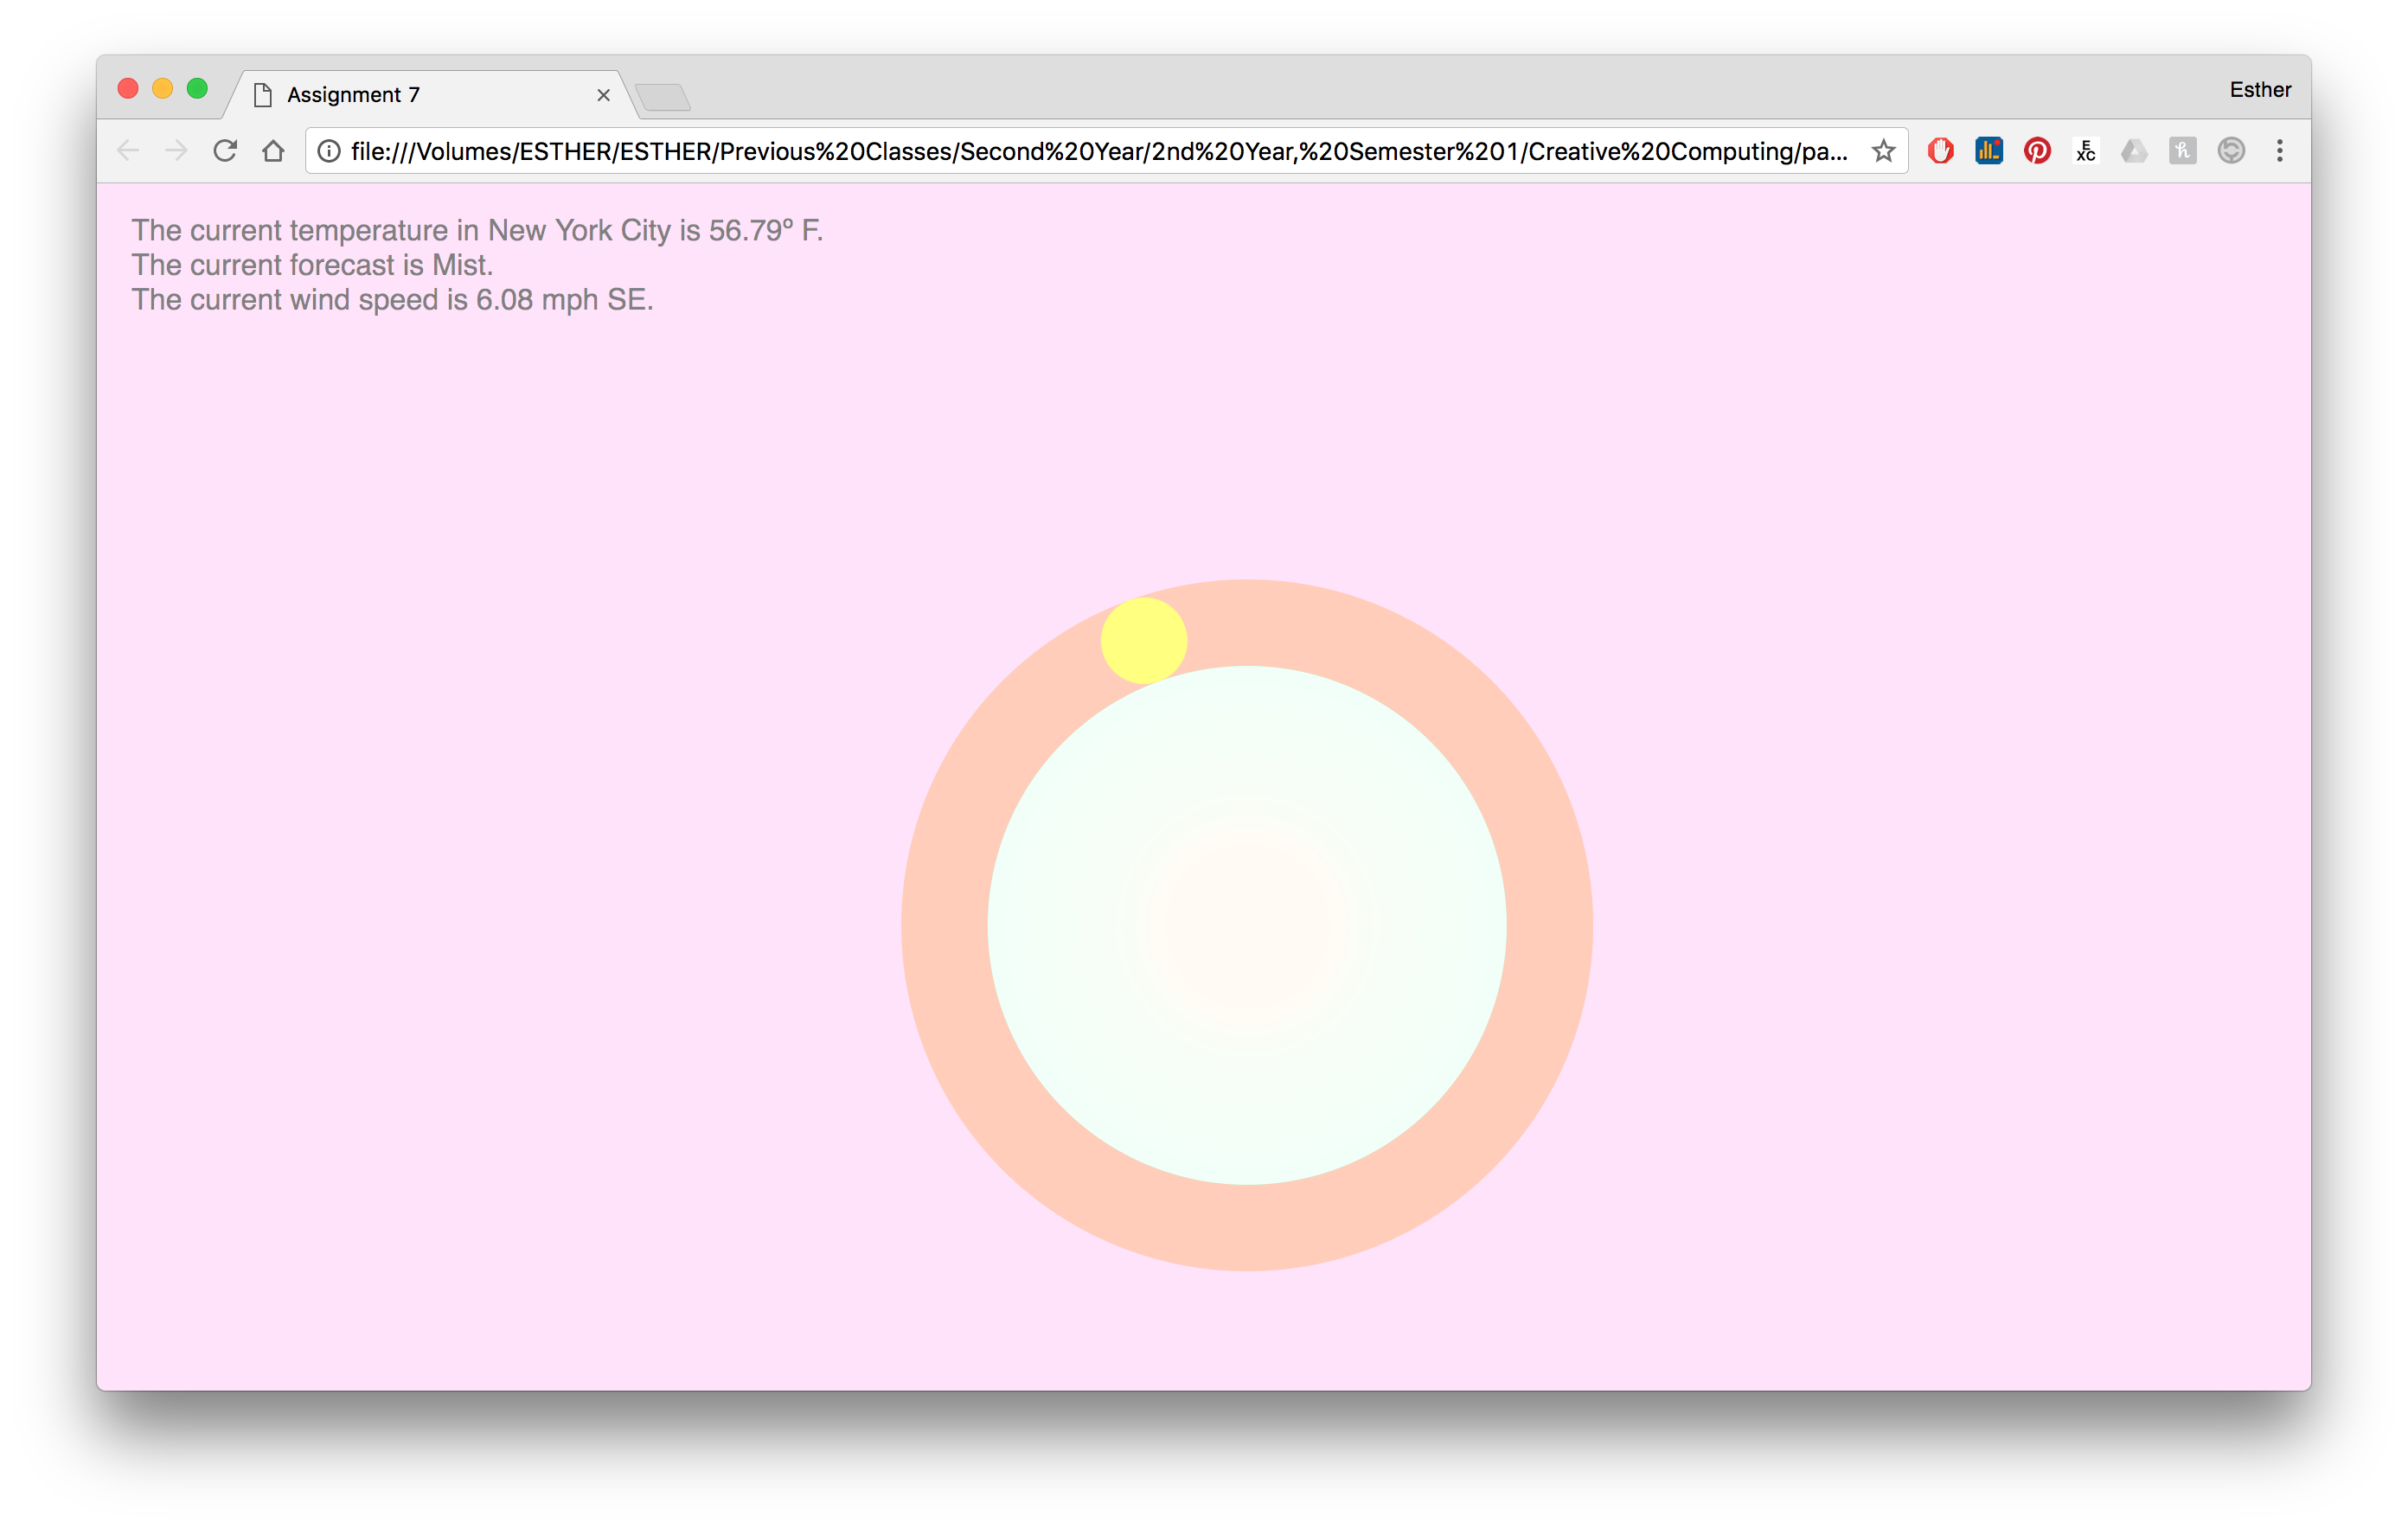 Assignment 7
Esther
file:///Volumes/ESTHER/ESTHER/Previous%20Classes/Second%20Year/2nd%20Year,%20Semester%201/Creative%20Computing/pa...
E
XC
The current temperature in New York City is 56.79º F.
The current forecast is Mist.
The current wind speed is 6.08 mph SE.